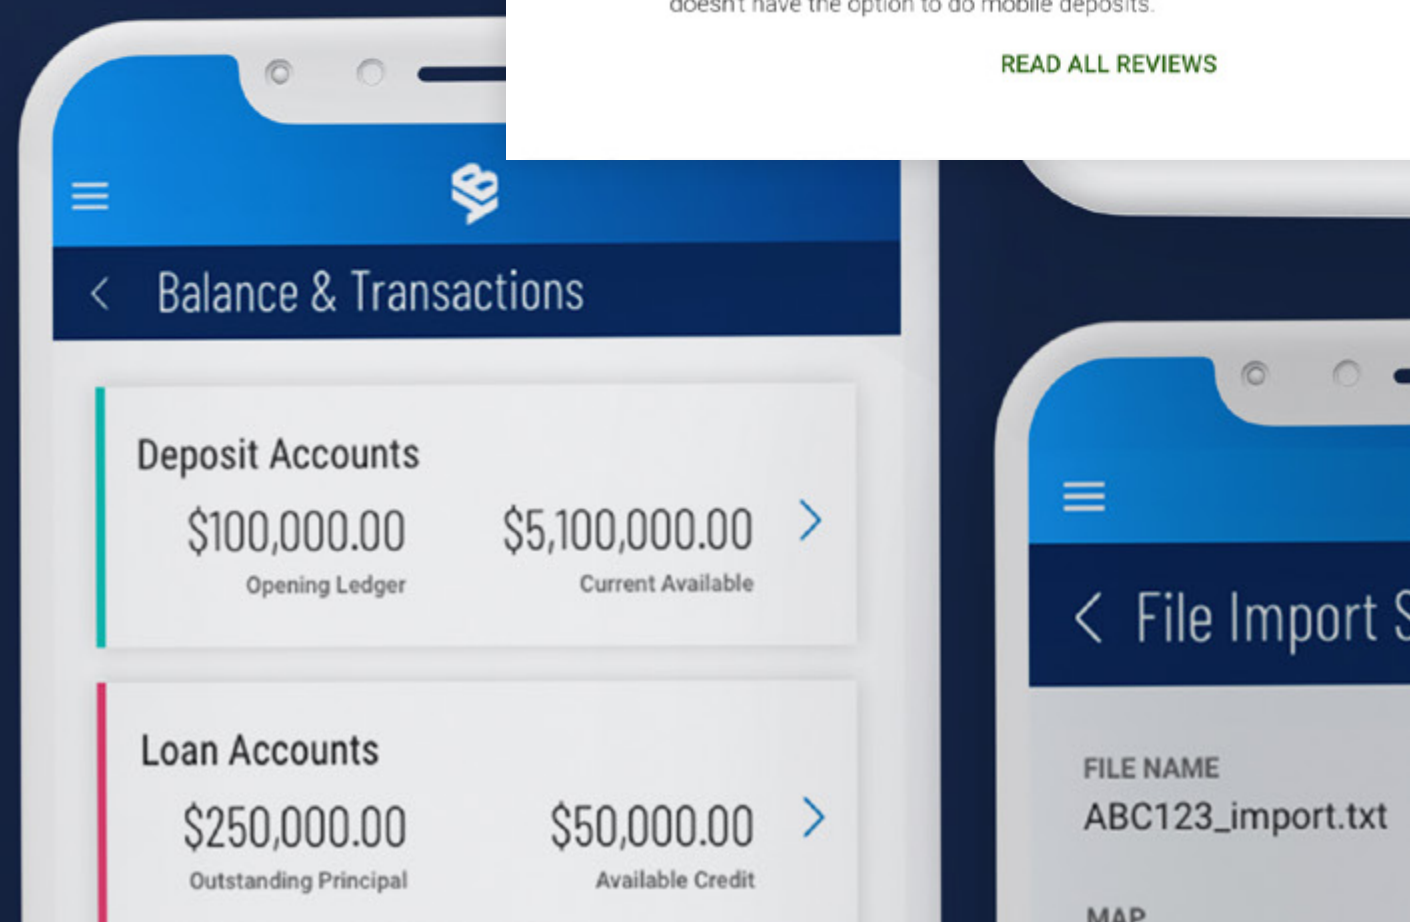 doesn't have the option to do mobile deposits.
READ ALL REVIEWS
Balance & Transactions
Deposit Accounts
$100,000.00 $5,100,000.00
Opening Ledger Current Available
Loan Accounts
$250,000.00 $50,000.00
Outstanding Principal Available Credit
File Import
FILE NAME
ABC123_import.txt
MAP